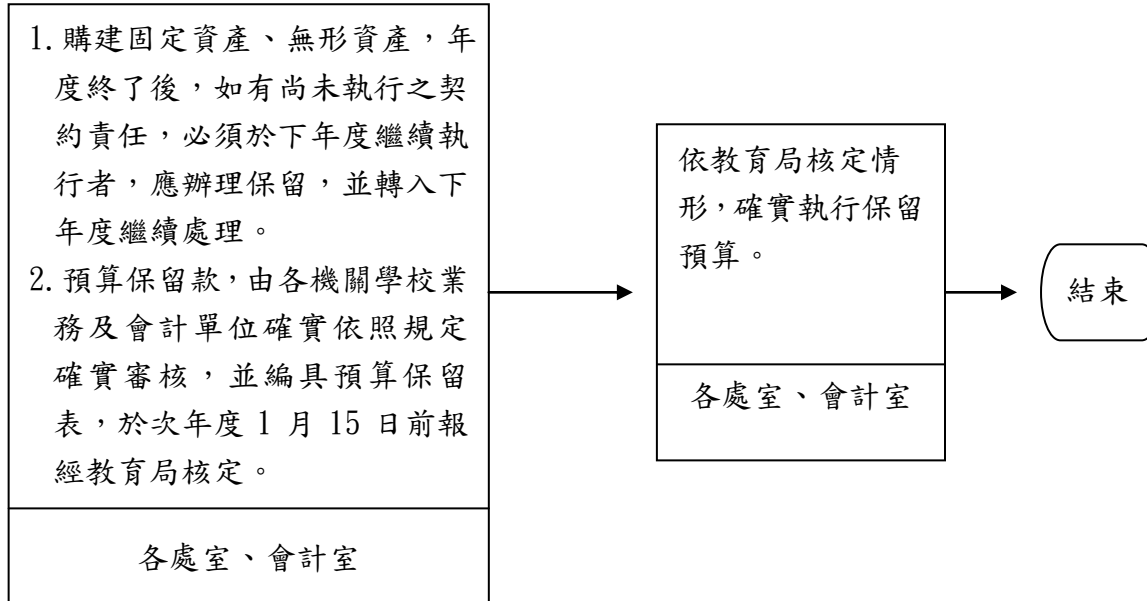 1. 購建固定資產、無形資產，年
度終了後，如有尚未執行之契
約責任，必須於下年度繼續執
行者，應辦理保留，並轉入下
年度繼續處理。
2. 預算保留款，由各機關學校業
務及會計單位確實依照規定
確實審核，並編具預算保留
表，於次年度 1 月 15 日前報
經教育局核定。
各處室、會計室
依教育局核定情
形，確實執行保留
預算。
各處室、會計室
結束